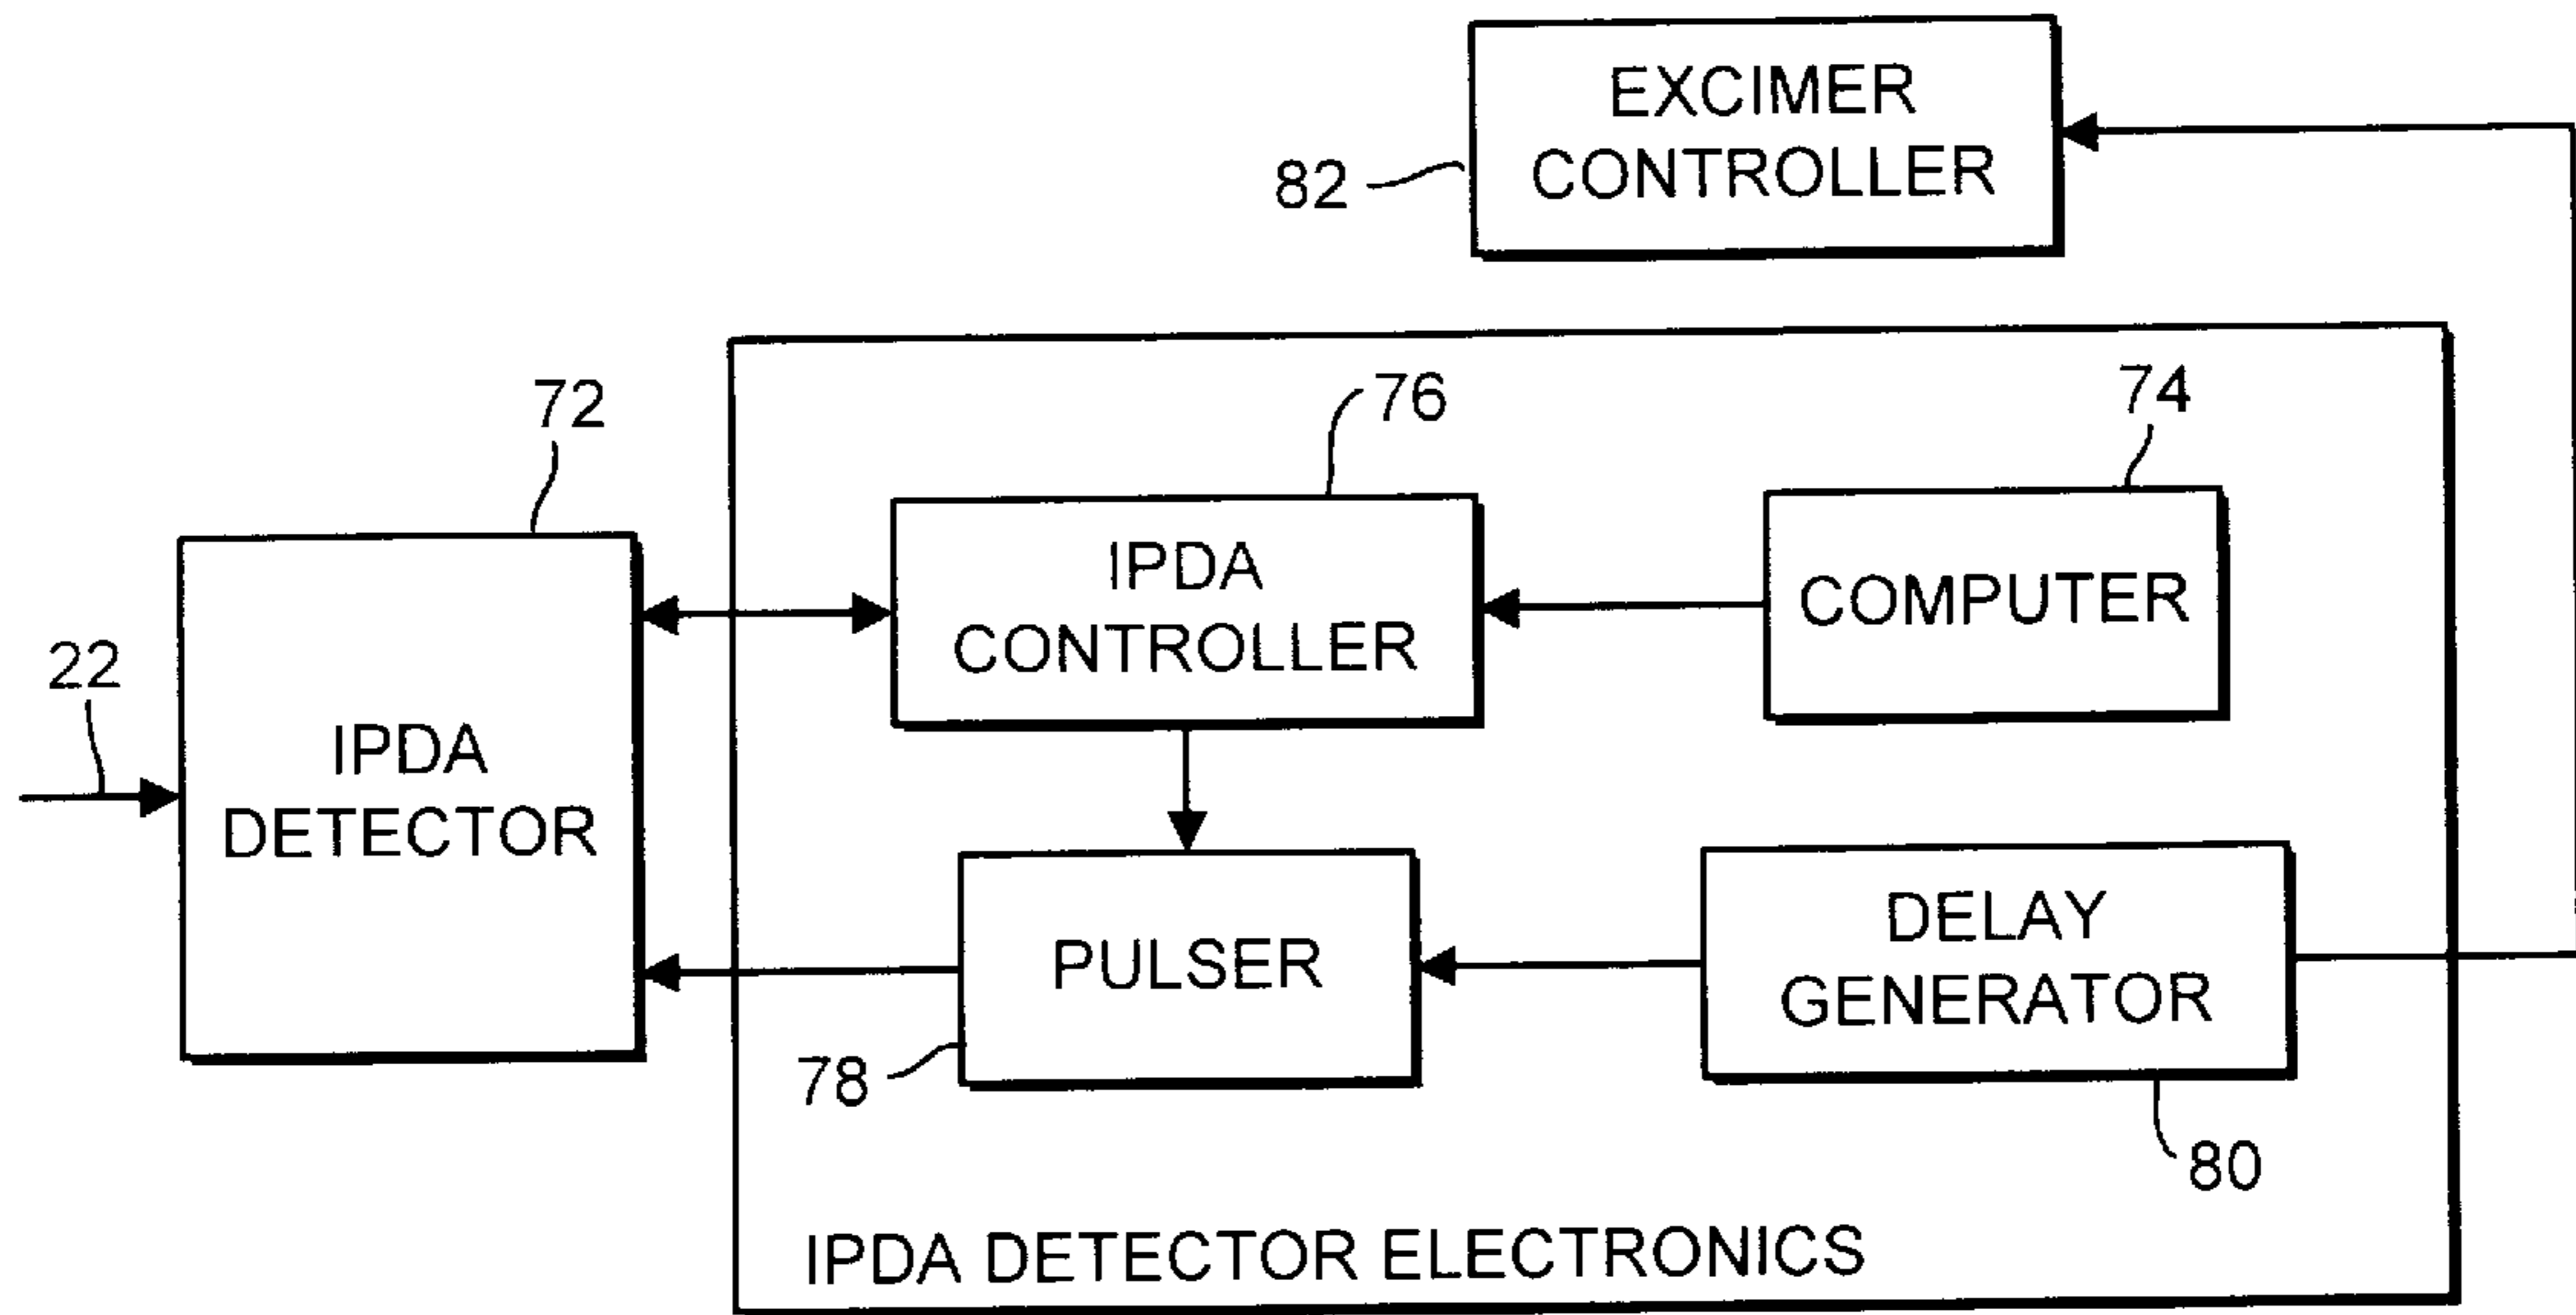 EXCIMER
CONTROLLER
82
72
76
74
IPDA
CONTROLLER
COMPUTER
22
IPDA
DETECTOR
PULSER
78
DELAY
GENERATOR
80
IPDA DETECTOR ELECTRONICS